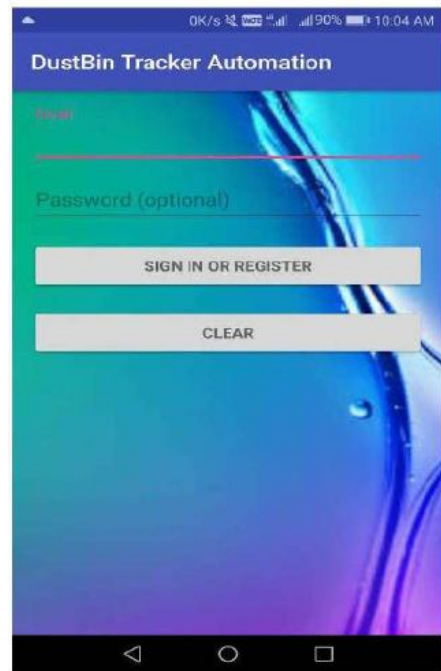 0K/s 90% 10:04 AM
DustBin Tracker Automation
Email
Password (optional)
SIGN IN OR REGISTER
CLEAR